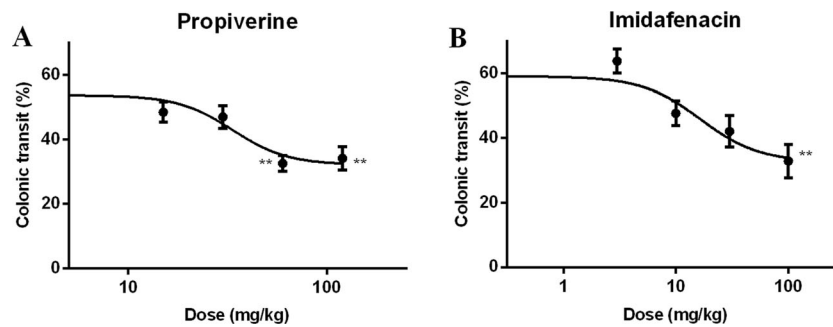 A
Propiverine
Colonic transit (%)
60
40
20
0
**
**
10
100
Dose (mg/kg)
B
Imidafenacin
Colonic transit (%)
60
40
20
0
**
1
10
100
Dose (mg/kg)